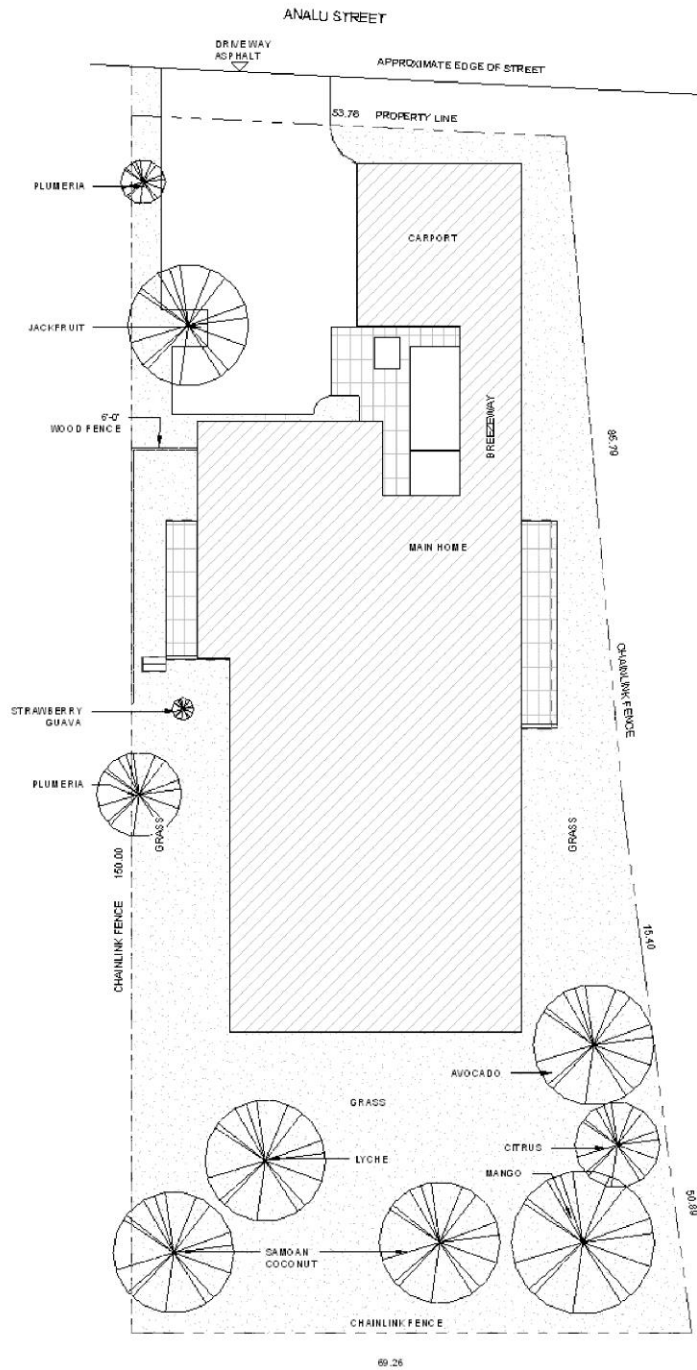 ANALU STREET
DRIVEWAY
ASPHALT
APPROXIMATE EDGE OF STREET
53.76 PROPERTY LINE
PLUMERIA
CARPORT
JACKFRUIT
6'-0"
WOOD FENCE
BREEZEWAY
85.79
MAIN HOME
CHAINLINK FENCE
STRAWBERRY
GUAVA
PLUMERIA
GRASS
GRASS
CHAINLINK FENCE 150.00
15.40
AVOCADO
GRASS
CITRUS
LYCHE
MANGO
50.89
SAMOAN
COCONUT
CHAINLINK FENCE
69.26